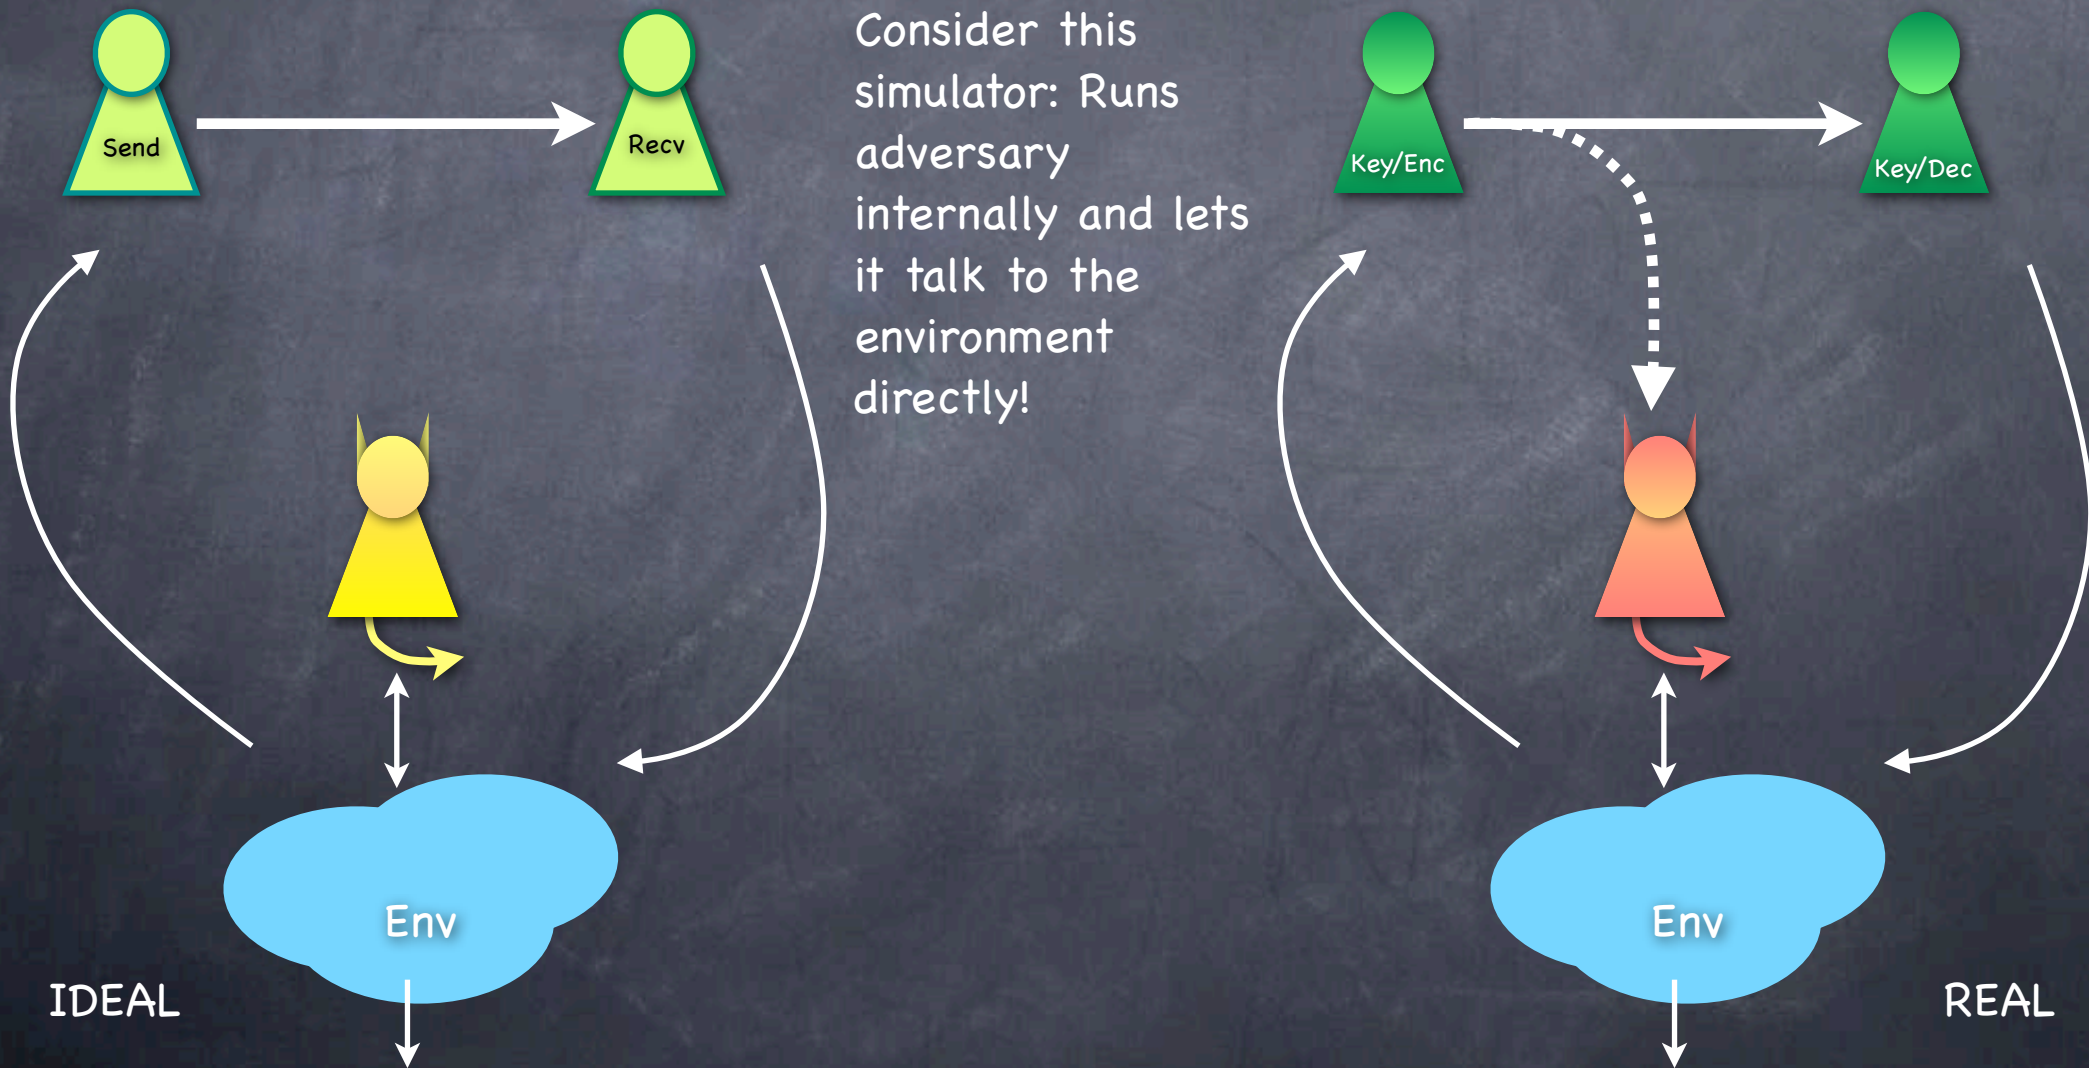 Send
Recv
Consider this
simulator: Runs
adversary
internally and lets
it talk to the
environment
directly!
Key/Enc
Key/Dec
Env
Env
IDEAL
REAL